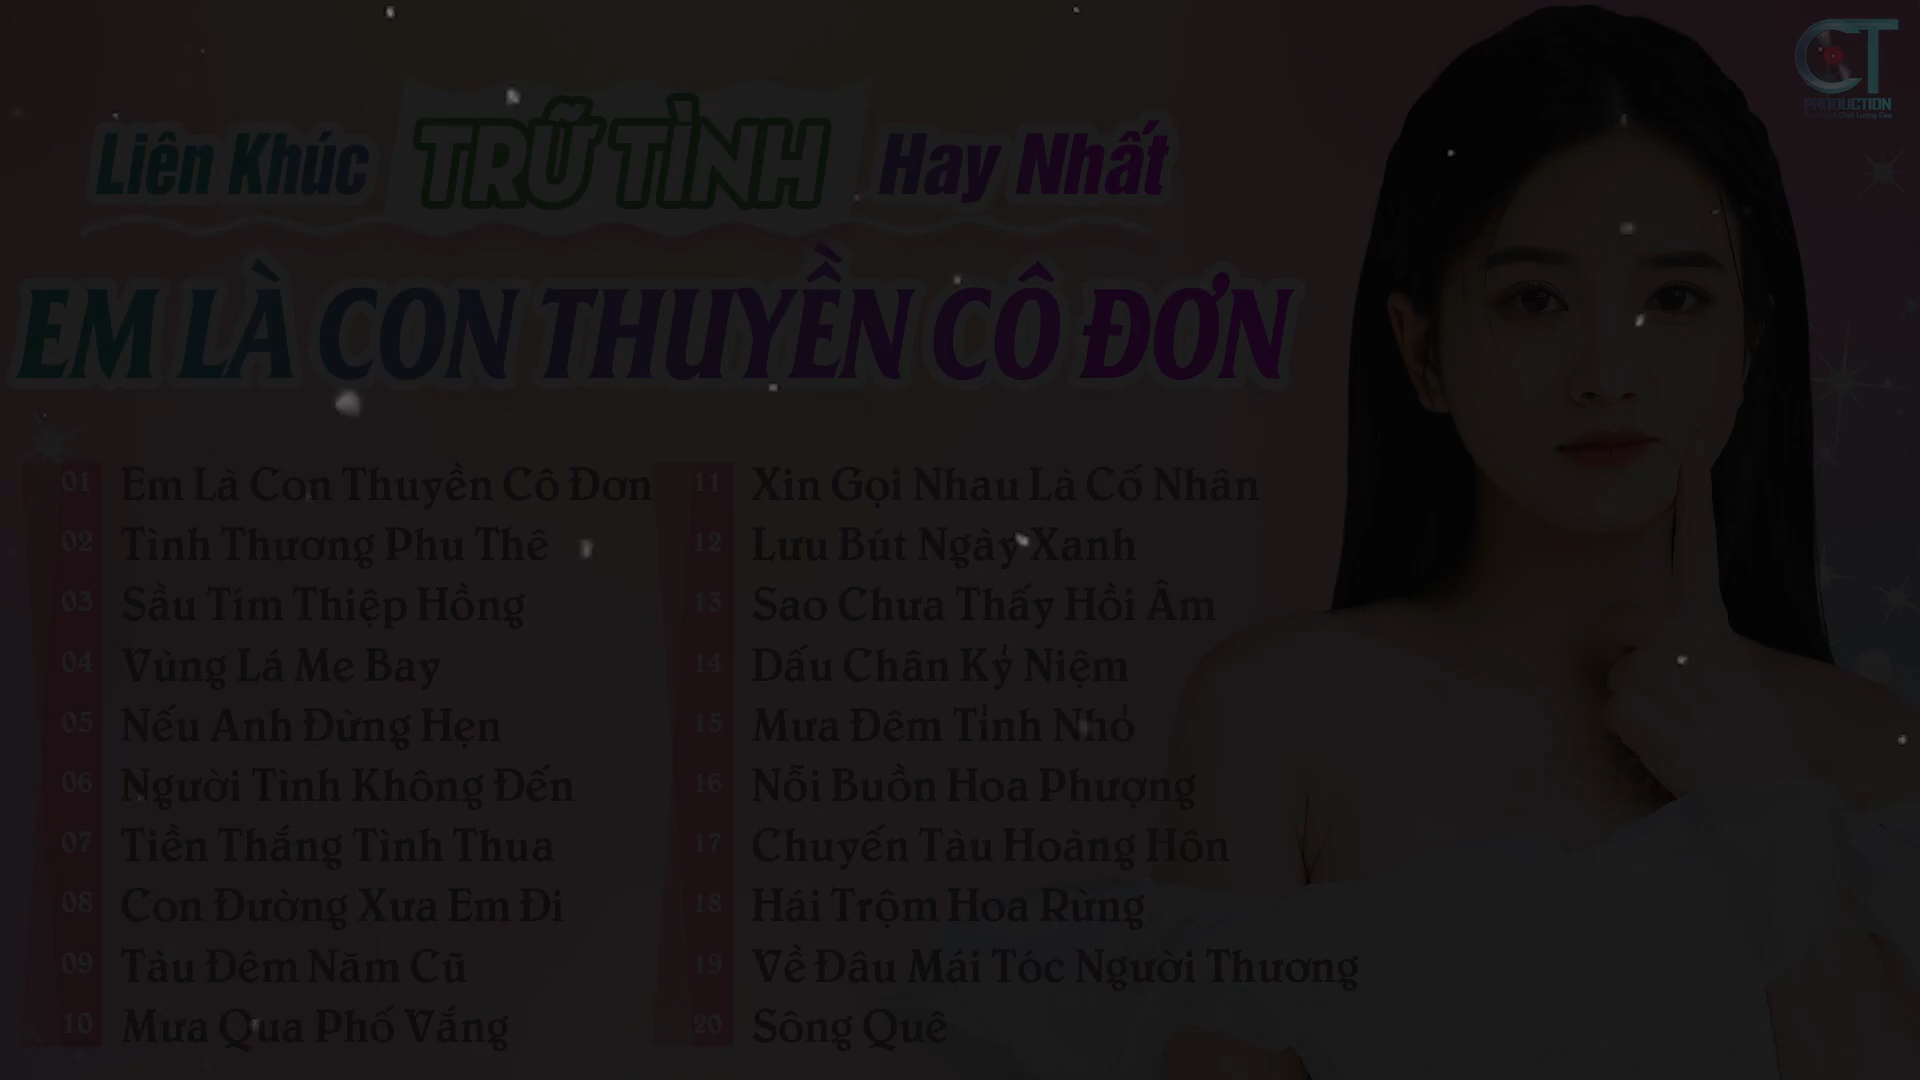 CT
PRODUCTION
Liên Khúc TRỮ TÌNH Hay Nhất
EM LÀ CON THUYỀN CÔ ĐƠN
01 Em Là Con Thuyền Cô Đơn
02 Tình Thương Phu Thê
03 Sầu Tím Thiệp Hồng
04 Vùng Lá Me Bay
05 Nếu Anh Đừng Hẹn
06 Người Tình Không Đến
07 Tiền Thắng Tình Thua
08 Con Đường Xưa Em Đi
09 Tàu Đêm Năm Cũ
10 Mưa Qua Phố Vắng
11 Xin Gọi Nhau Là Cố Nhân
12 Lưu Bút Ngày Xanh
13 Sao Chưa Thấy Hồi Âm
14 Dấu Chân Kỷ Niệm
15 Mưa Đêm Tỉnh Nhỏ
16 Nỗi Buồn Hoa Phượng
17 Chuyến Tàu Hoàng Hôn
18 Hái Trộm Hoa Rừng
19 Về Đâu Mái Tóc Người Thương
20 Sông Quê